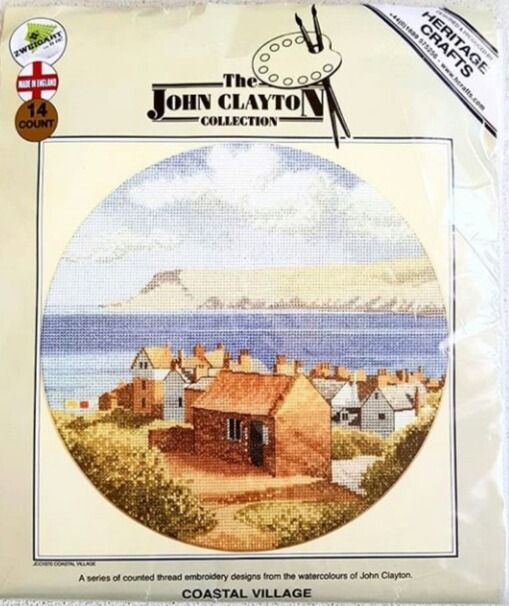 ZWEIGART
MADE IN ENGLAND
14
COUNT
The
JOHN CLAYTON
COLLECTION
HERITAGE
CRAFTS
COASTAL VILLAGE
A series of counted thread embroidery designs from the watercolours of John Clayton.
COASTAL VILLAGE